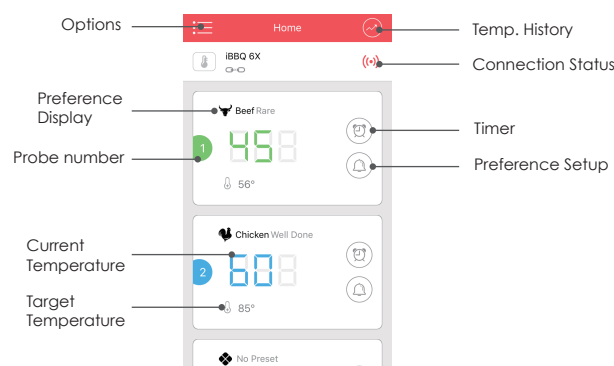 Options
Home
Temp. History
iBBQ 6X
Connection Status
Preference
Display
Beef Rare
Timer
Probe number
1
45
Preference Setup
56°
Chicken Well Done
Current
Temperature
2
60
Target
Temperature
85°
No Preset